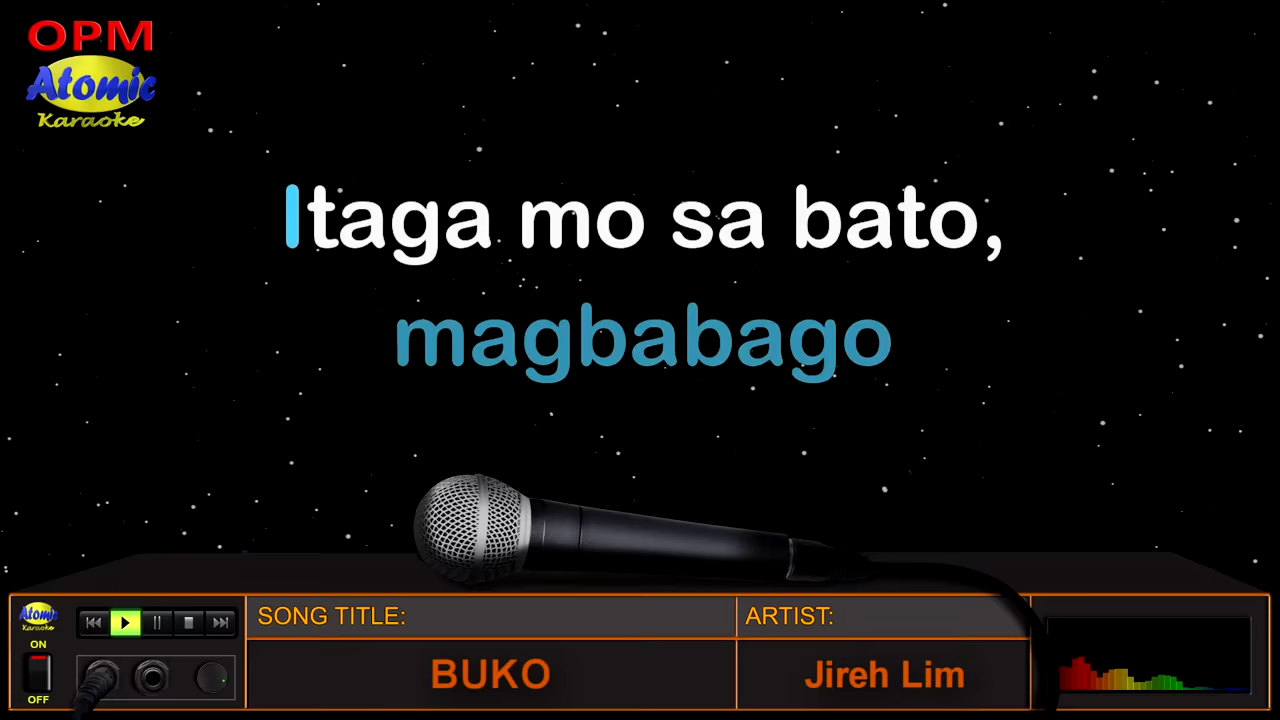 OPM
Atomic
Karaoke
Itaga mo sa bato,
magbabago
Atomic
Karaoke
ON
OFF
SONG TITLE:
BUKO
ARTIST:
Jireh Lim